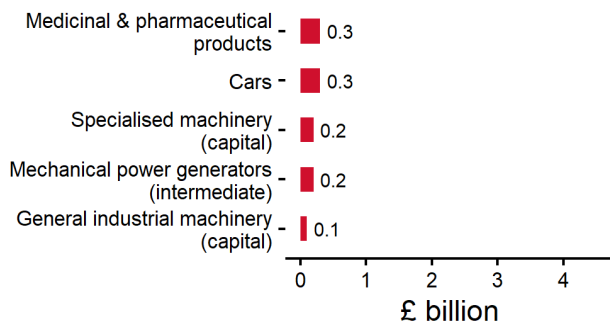 Medicinal & pharmaceutical
products
0.3
Cars
0.3
Specialised machinery
(capital)
0.2
Mechanical power generators
(intermediate)
0.2
General industrial machinery
(capital)
0.1
0 1 2 3 4
£ billion